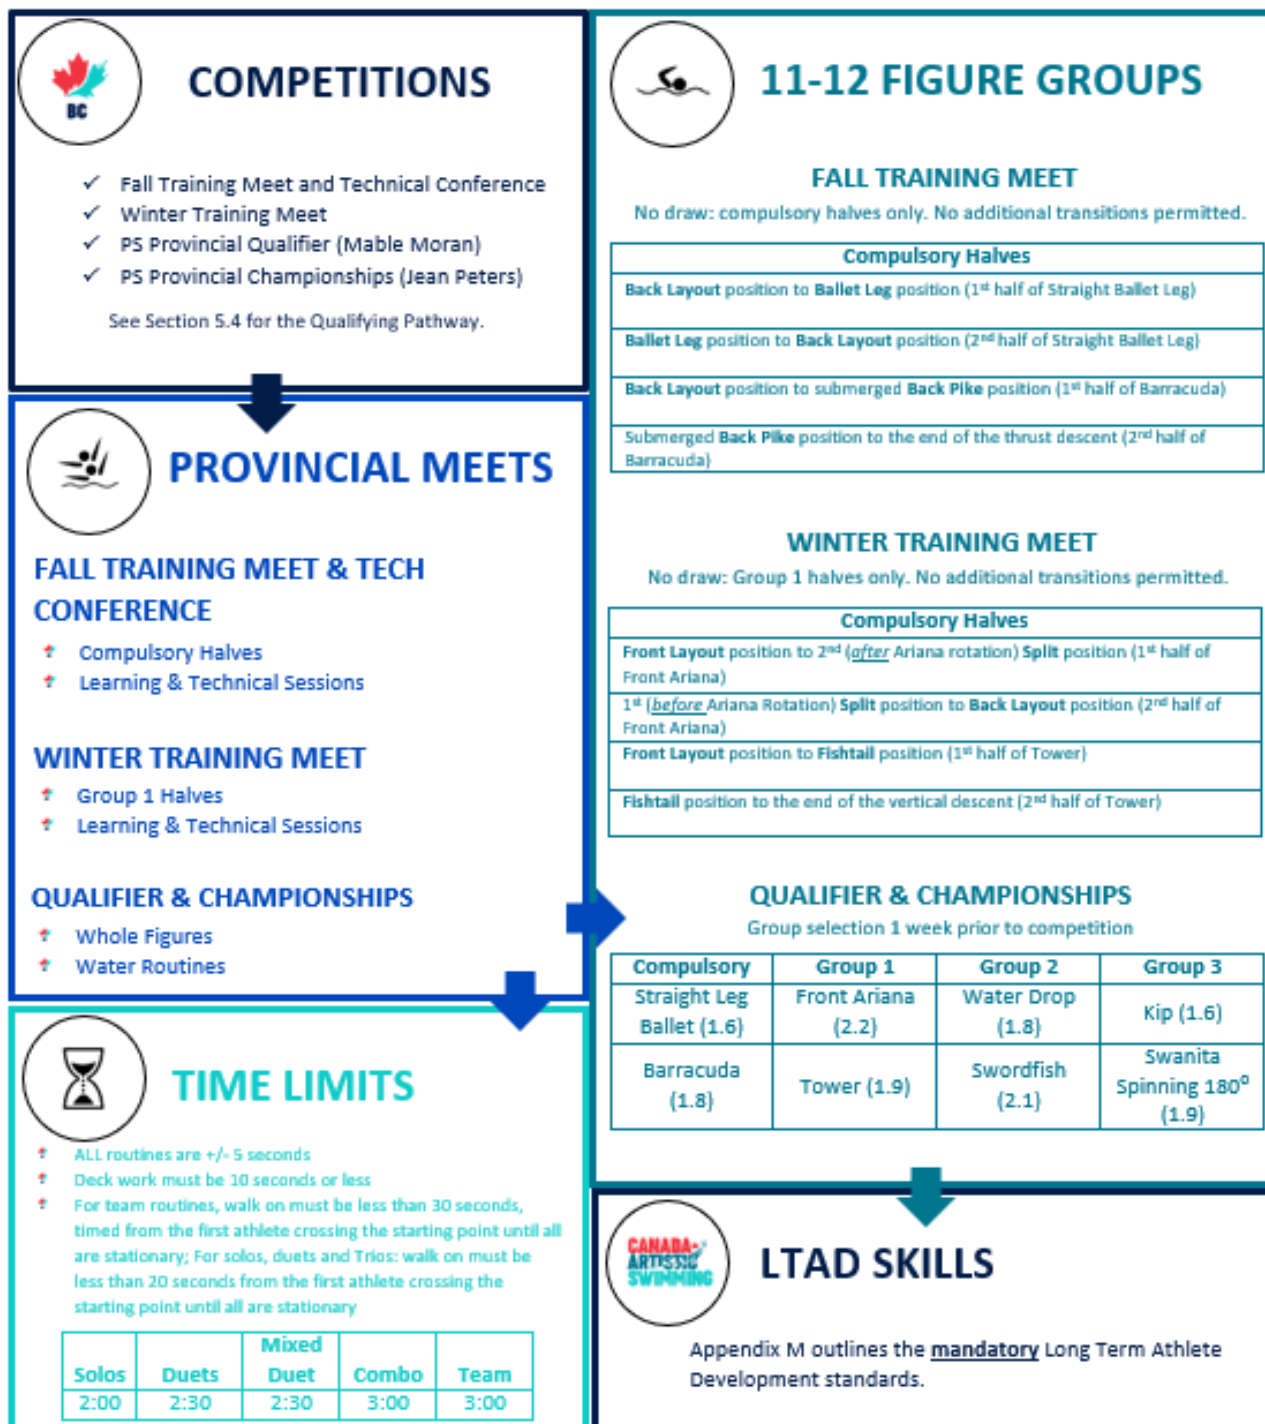 BC
COMPETITIONS
✓ Fall Training Meet and Technical Conference
✓ Winter Training Meet
✓ PS Provincial Qualifier (Mable Moran)
✓ PS Provincial Championships (Jean Peters)
See Section 5.4 for the Qualifying Pathway.
PROVINCIAL MEETS
FALL TRAINING MEET & TECH
CONFERENCE
Compulsory Halves
Learning & Technical Sessions
WINTER TRAINING MEET
Group 1 Halves
Learning & Technical Sessions
QUALIFIER & CHAMPIONSHIPS
Whole Figures
Water Routines
TIME LIMITS
ALL routines are +/- 5 seconds
Deck work must be 10 seconds or less
For team routines, walk on must be less than 30 seconds,
timed from the first athlete crossing the starting point until all
are stationary; For solos, duets and Trios: walk on must be
less than 20 seconds from the first athlete crossing the
starting point until all are stationary
Solos Duets Mixed Duet Combo Team
2:00 2:30 2:30 3:00 3:00
11-12 FIGURE GROUPS
FALL TRAINING MEET
No draw: compulsory halves only. No additional transitions permitted.
Compulsory Halves
Back Layout position to Ballet Leg position (1st half of Straight Ballet Leg)
Ballet Leg position to Back Layout position (2nd half of Straight Ballet Leg)
Back Layout position to submerged Back Pike position (1st half of Barracuda)
Submerged Back Pike position to the end of the thrust descent (2nd half of
Barracuda)
WINTER TRAINING MEET
No draw: Group 1 halves only. No additional transitions permitted.
Compulsory Halves
Front Layout position to 2nd (after Ariana rotation) Split position (1st half of
Front Ariana)
1st (before Ariana Rotation) Split position to Back Layout position (2nd half of
Front Ariana)
Front Layout position to Fishtail position (1st half of Tower)
Fishtail position to the end of the vertical descent (2nd half of Tower)
QUALIFIER & CHAMPIONSHIPS
Group selection 1 week prior to competition
Compulsory Group 1 Group 2 Group 3
Straight Leg Ballet (1.6) Front Ariana (2.2) Water Drop (1.8) Kip (1.6)
Barracuda (1.8) Tower (1.9) Swordfish (2.1) Swanita Spinning 180⁰ (1.9)
CANADA
ARTISTIC
SWIMMING
LTAD SKILLS
Appendix M outlines the mandatory Long Term Athlete
Development standards.